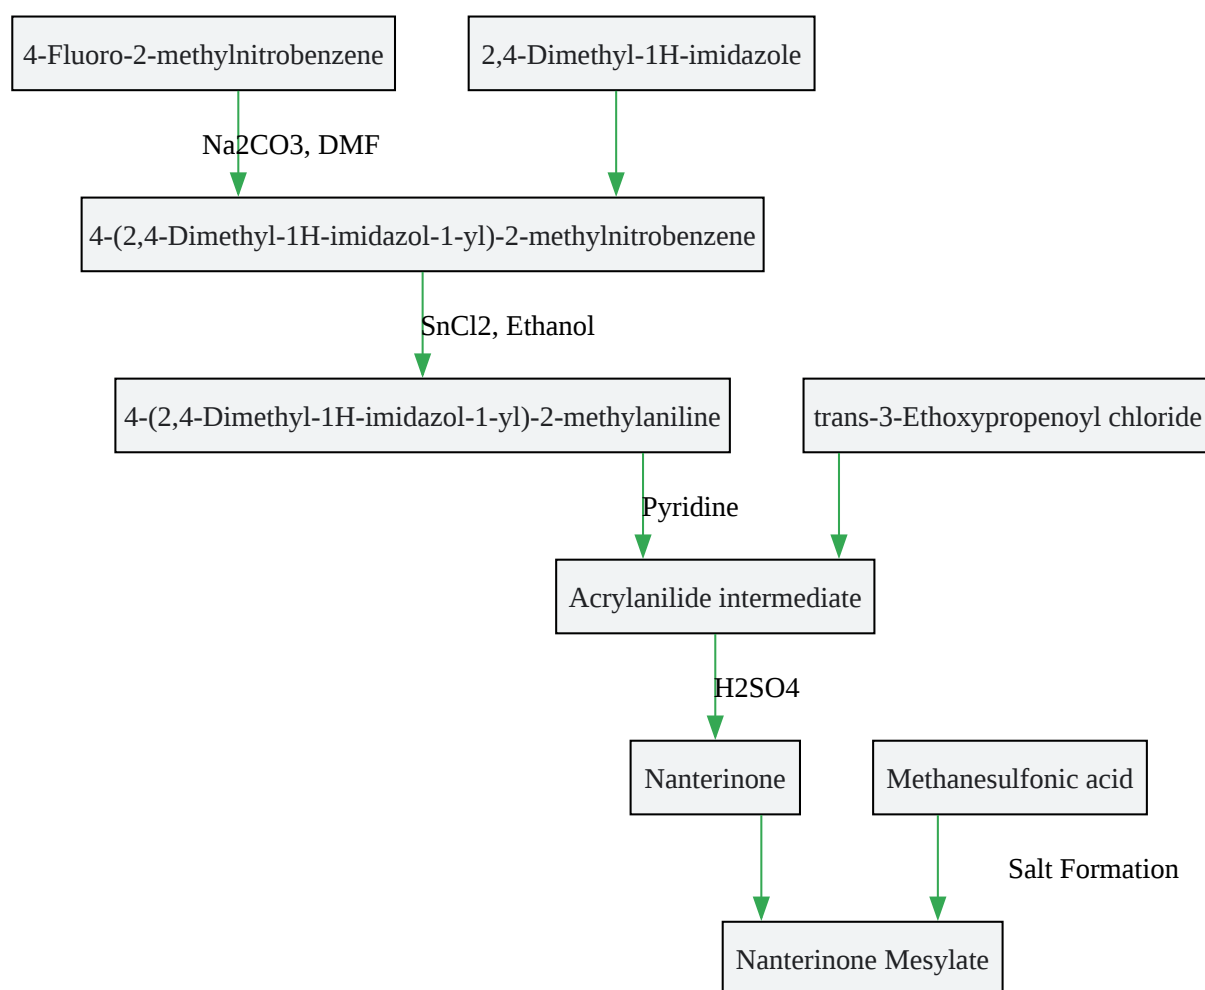 4-Fluoro-2-methylnitrobenzene
2,4-Dimethyl-1H-imidazole
Na2CO3, DMF
4-(2,4-Dimethyl-1H-imidazol-1-yl)-2-methylnitrobenzene
SnCl2, Ethanol
4-(2,4-Dimethyl-1H-imidazol-1-yl)-2-methylaniline
trans-3-Ethoxypropenoyl chloride
Pyridine
Acrylanilide intermediate
H2SO4
Nanterinone
Methanesulfonic acid
Salt Formation
Nanterinone Mesylate